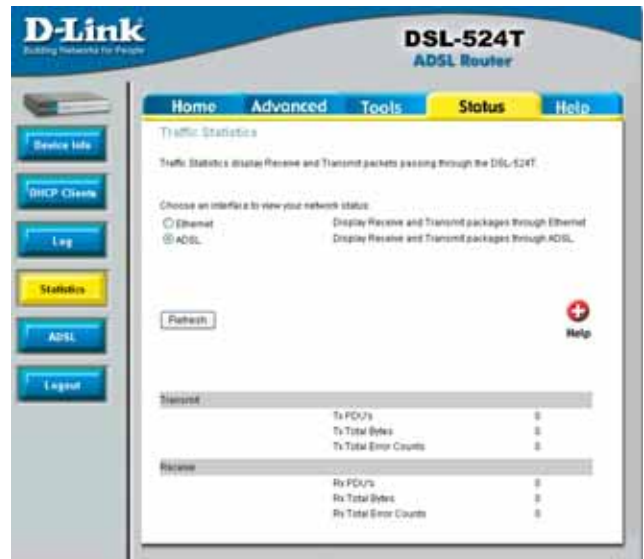 D-Link
Building Networks for People
DSL-524T
ADSL Router
Home Advanced Tools Status Help
Device Info
DHCP Clients
Log
Statistics
ADSL
Logout
Traffic Statistics
Traffic Statistics display Receive and Transmit packets passing through the DSL-524T.
Choose an interface to view your network status:
Ethernet Display Receive and Transmit packages through Ethernet
ADSL Display Receive and Transmit packages through ADSL.
Refresh
Help
Transmit
Tx PDU's 0
Tx Total Bytes 0
Tx Total Error Counts 0
Receive
Rx PDU's 0
Rx Total Bytes 0
Rx Total Error Counts 0